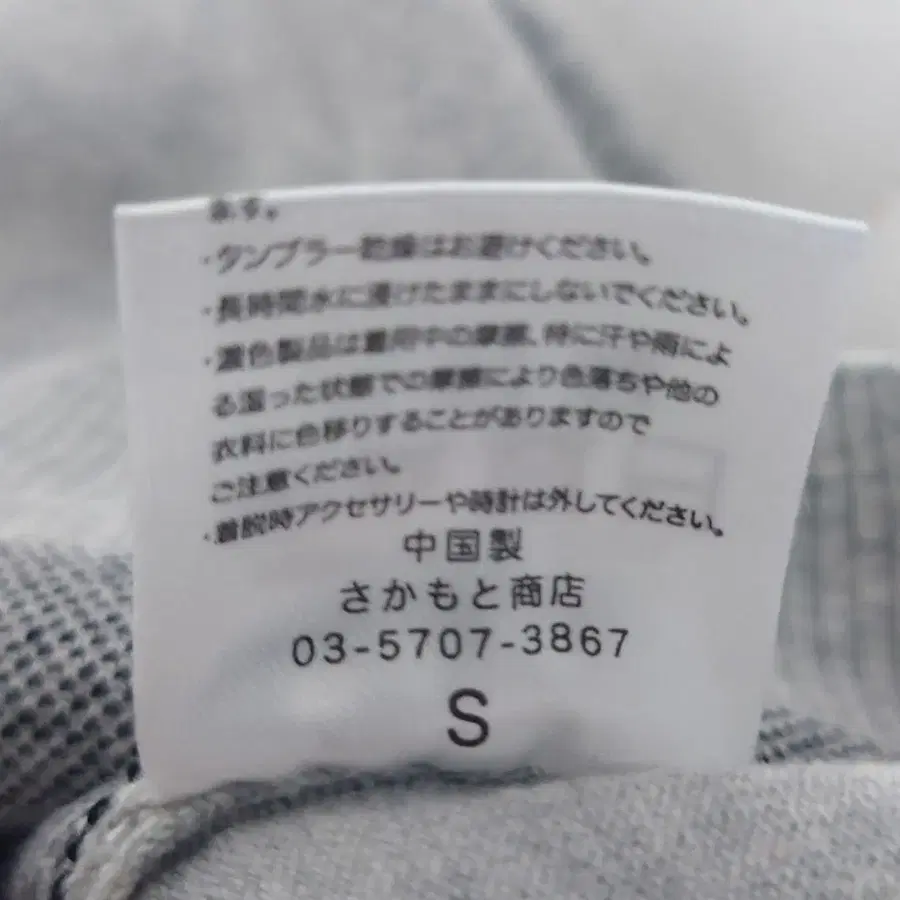 ます。
・タンブラー乾燥はお避けください。
・長時間水に浸けたままにしないでください。
・濃色製品は着用中の摩擦、特に汗や雨によ
る湿った状態での摩擦により色落ちや他の
衣料に色移りすることがありますので
ご注意ください。
・着脱時アクセサリーや時計は外してください。
中国製
さかもと商店
03-5707-3867
S